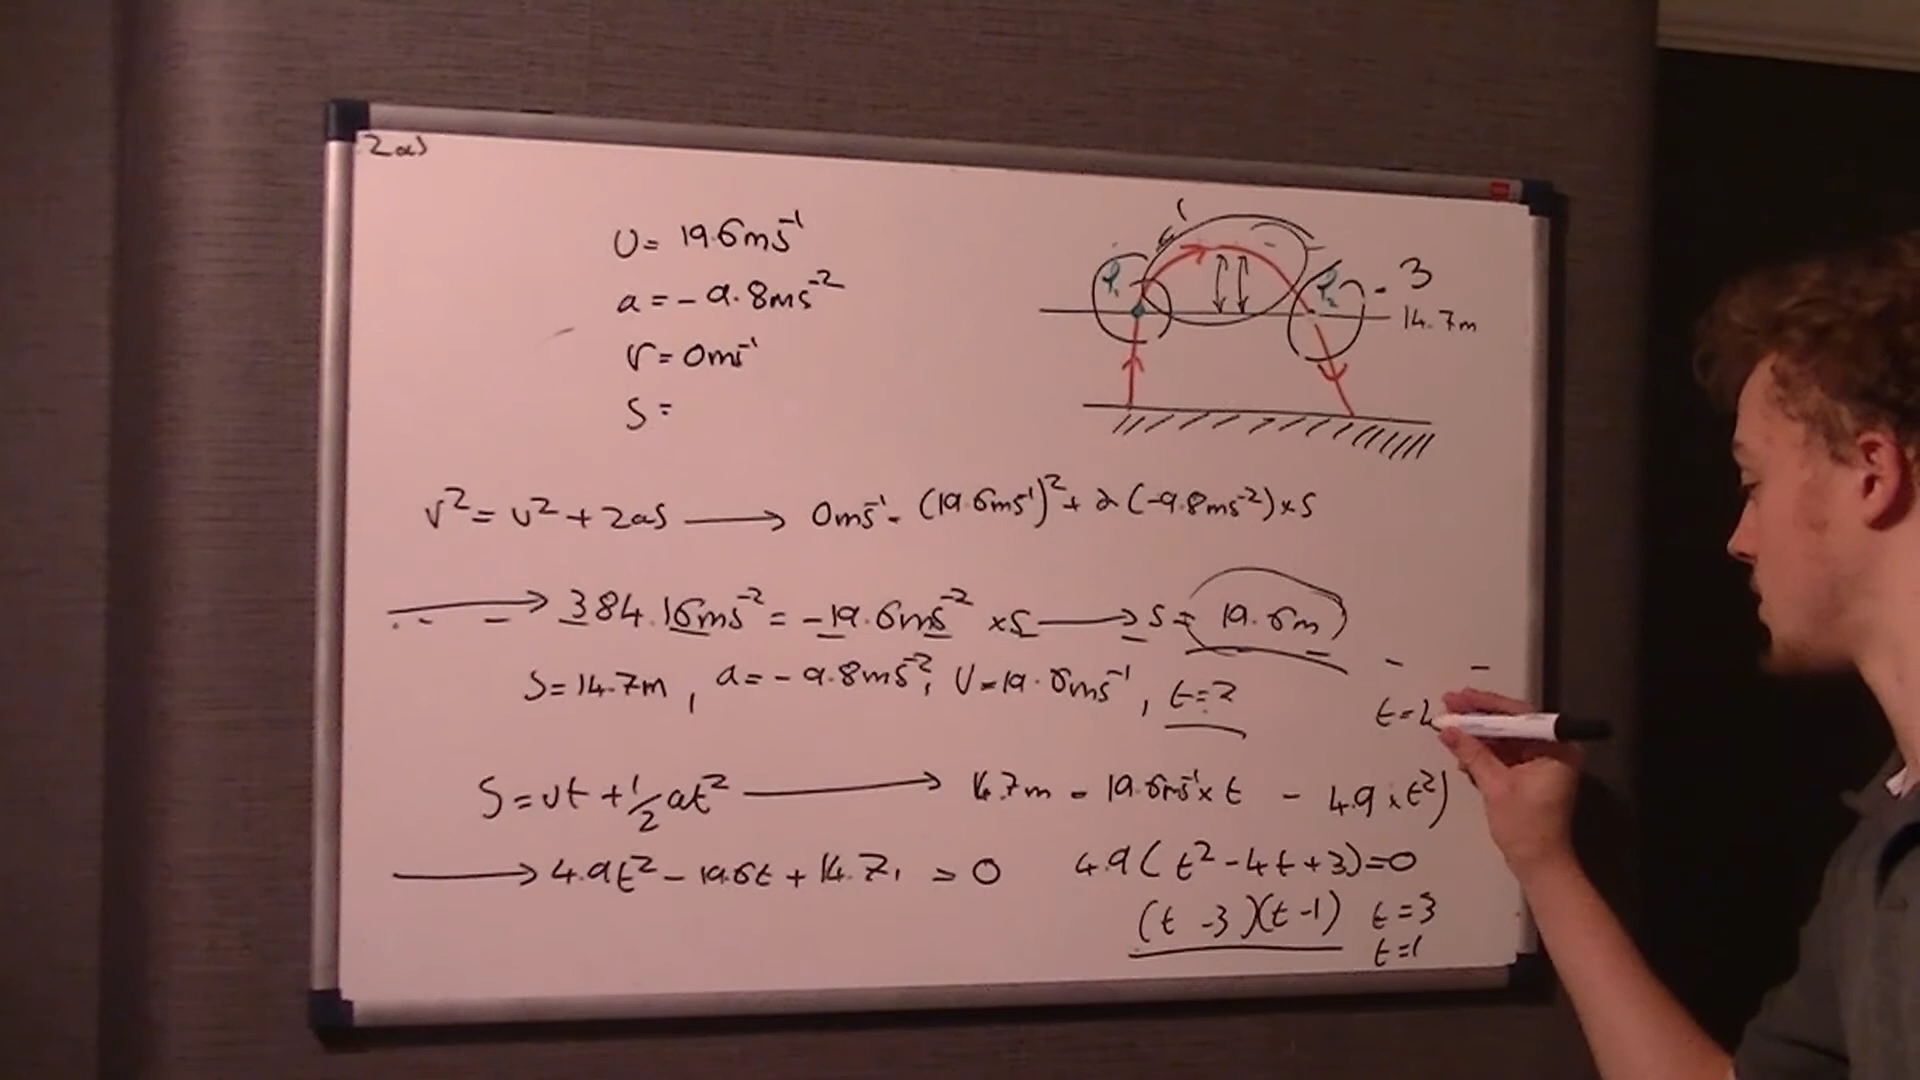 2as
U = 19.6ms⁻¹
a = - 9.8ms⁻²
V = 0ms⁻¹
S =
P₁
P₂
- 3
14.7m
v² = u² + 2as ⟶ 0ms⁻¹ = (19.6ms⁻¹)² + 2(-9.8ms⁻²) × S
⟶ 384.16ms⁻² = -19.6ms⁻² × S ⟶ S = 19.6m
S = 14.7m , a = - 9.8ms⁻² , U = 19.6ms⁻¹ , t = ?
t =
S = ut + 1/2 at² ⟶ 14.7m = 19.6ms⁻¹ × t - 4.9 × t²)
⟶ 4.9t² - 19.6t + 14.7 = 0 4.9(t² - 4t + 3) = 0
(t - 3)(t - 1) t = 3
t = 1